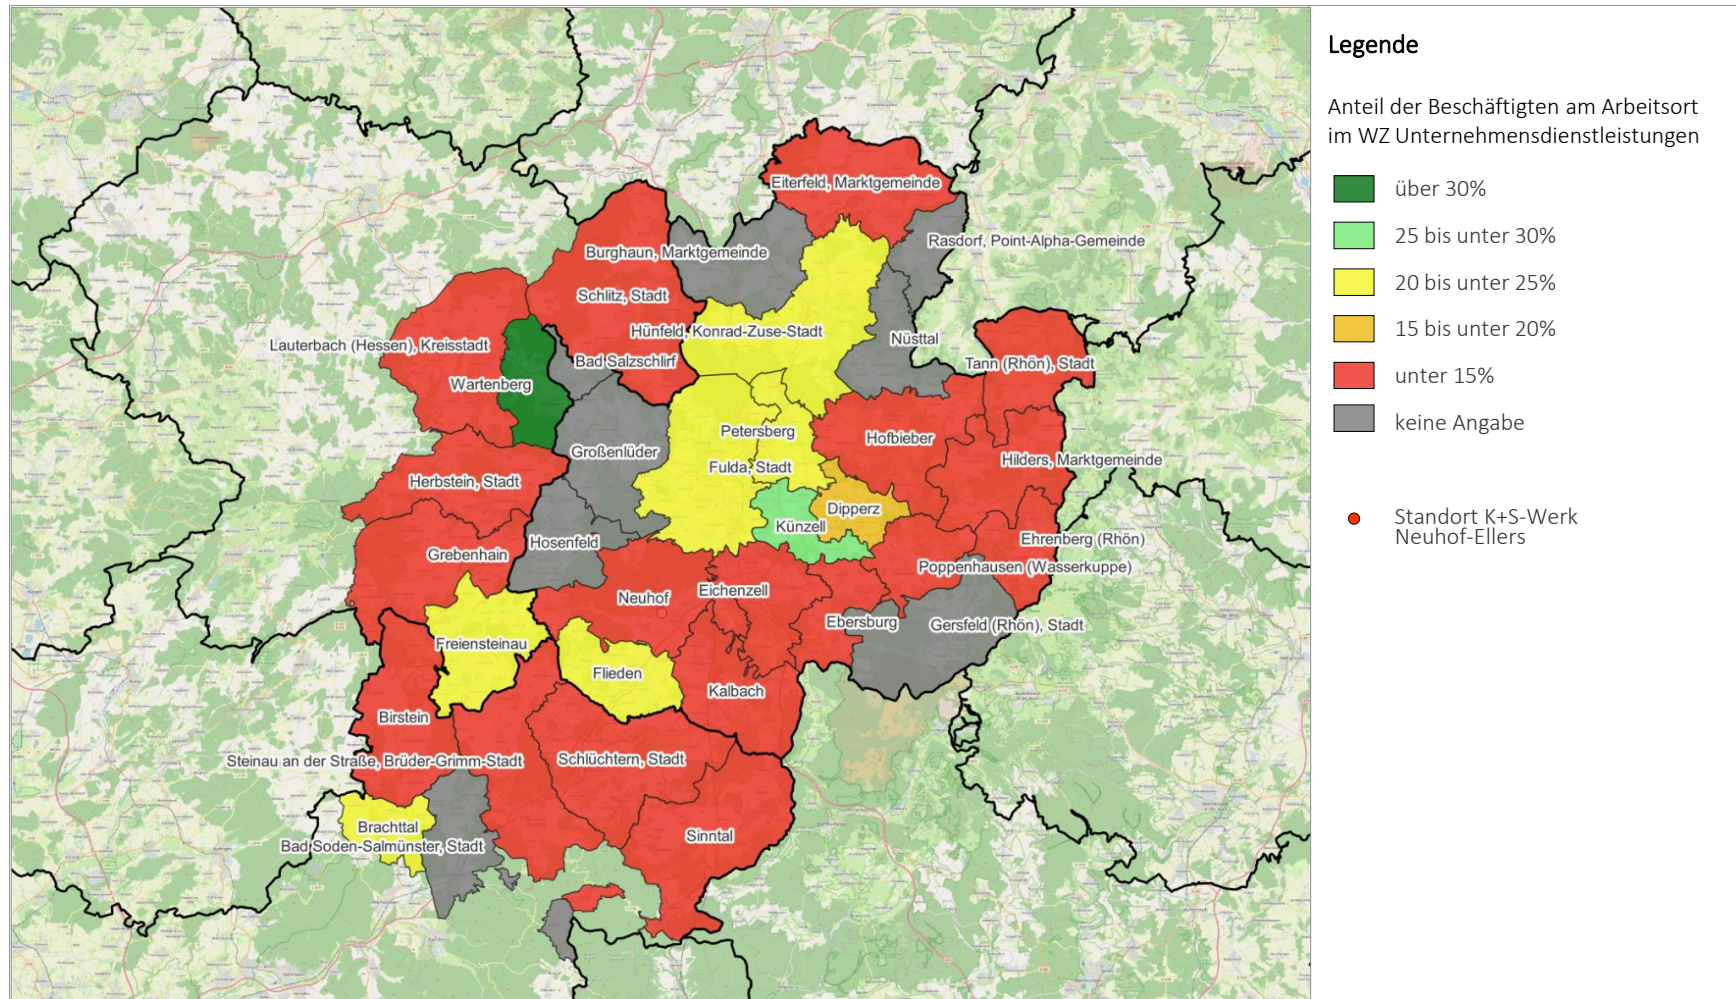 Eiterfeld, Marktgemeinde
Rasdorf, Point-Alpha-Gemeinde
Burghaun, Marktgemeinde
Schlitz, Stadt
Hünfeld, Konrad-Zuse-Stadt
Nüsttal
Lauterbach (Hessen), Kreisstadt
Bad Salzschlirf
Tann (Rhön), Stadt
Wartenberg
Petersberg
Hofbieber
Großenlüder
Hilders, Marktgemeinde
Fulda, Stadt
Herbstein, Stadt
Dipperz
Künzell
Hosenfeld
Ehrenberg (Rhön)
Grebenhain
Poppenhausen (Wasserkuppe)
Eichenzell
Neuhof
Ebersburg
Gersfeld (Rhön), Stadt
Freiensteinau
Flieden
Kalbach
Birstein
Schlüchtern, Stadt
Steinau an der Straße, Brüder-Grimm-Stadt
Brachttal
Sinntal
Bad Soden-Salmünster, Stadt
Legende
Anteil der Beschäftigten am Arbeitsort
im WZ Unternehmensdienstleistungen
über 30%
25 bis unter 30%
20 bis unter 25%
15 bis unter 20%
unter 15%
keine Angabe
Standort K+S-Werk
Neuhof-Ellers